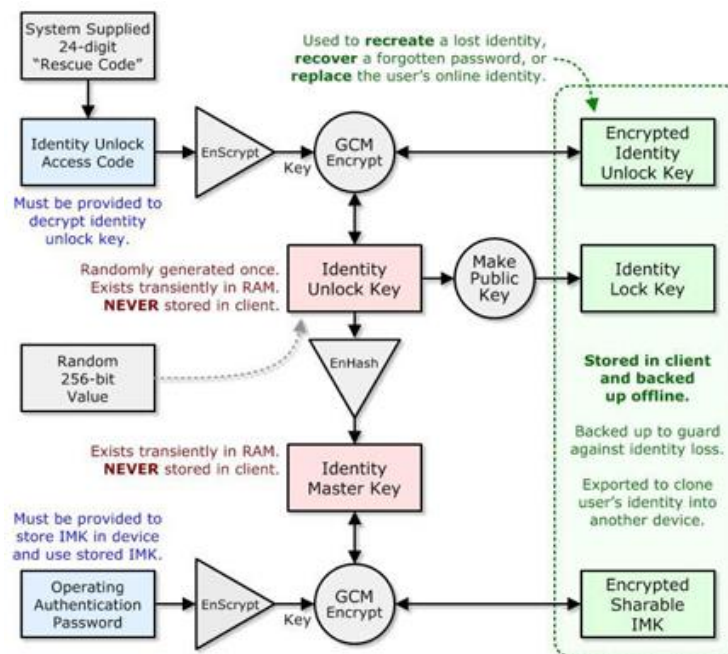 System Supplied
24-digit
“Rescue Code”
Used to recreate a lost identity,
recover a forgotten password, or
replace the user’s online identity.
Identity Unlock
Access Code
EnScrypt
Key
GCM
Encrypt
Encrypted
Identity
Unlock Key
Must be provided to
decrypt identity
unlock key.
Randomly generated once.
Exists transiently in RAM.
NEVER stored in client.
Identity
Unlock Key
Make
Public
Key
Identity
Lock Key
Random
256-bit
Value
EnHash
Stored in client
and backed
up offline.
Backed up to guard
against identity loss.
Exported to clone
user’s identity into
another device.
Exists transiently in RAM.
NEVER stored in client.
Identity
Master Key
Must be provided to
store IMK in device
and use stored IMK.
Operating
Authentication
Password
EnScrypt
Key
GCM
Encrypt
Encrypted
Sharable
IMK